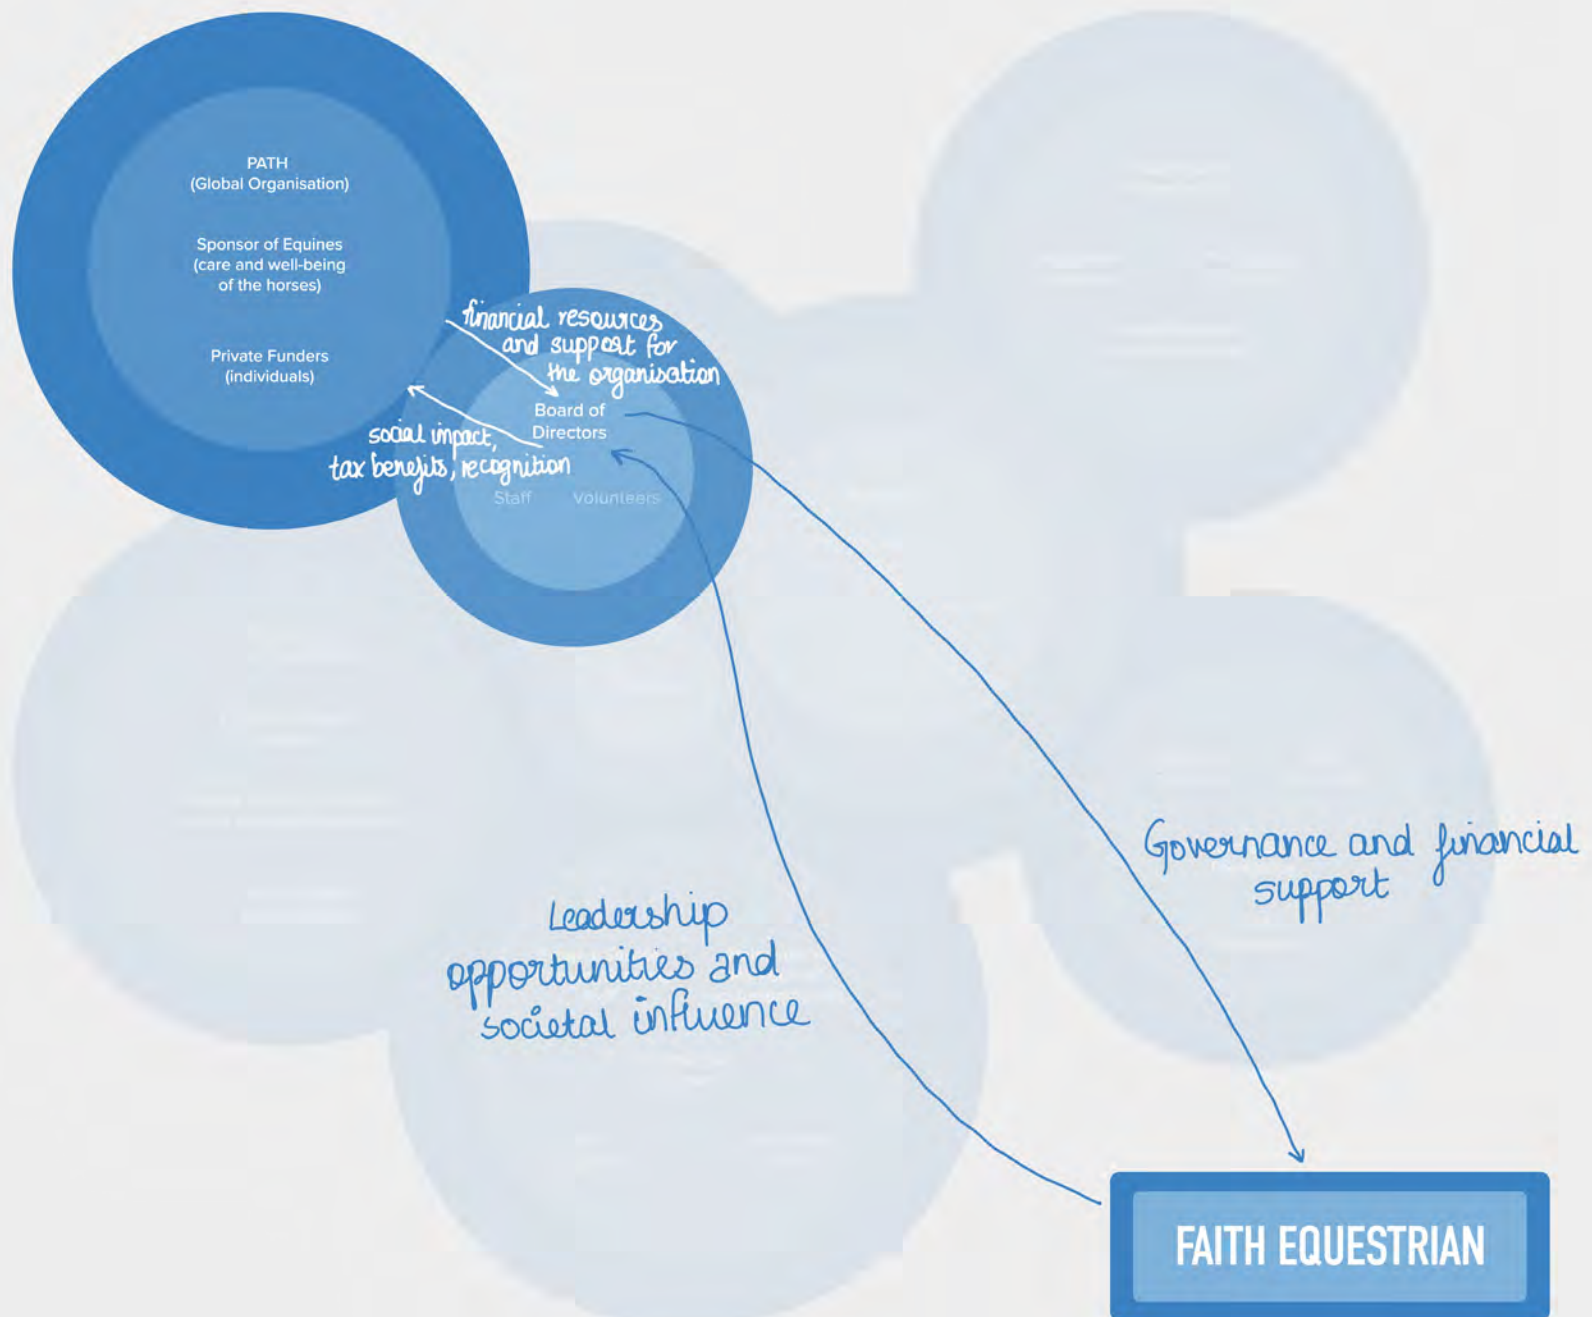 PATH
(Global Organisation)
Sponsor of Equines
(care and well-being
of the horses)
Private Funders
(individuals)
financial resources
and support for
the organisation
Board of
Directors
social impact,
tax benefits, recognition
Staff
Volunteers
Governance and financial
support
Leadership
opportunities and
societal influence
FAITH EQUESTRIAN